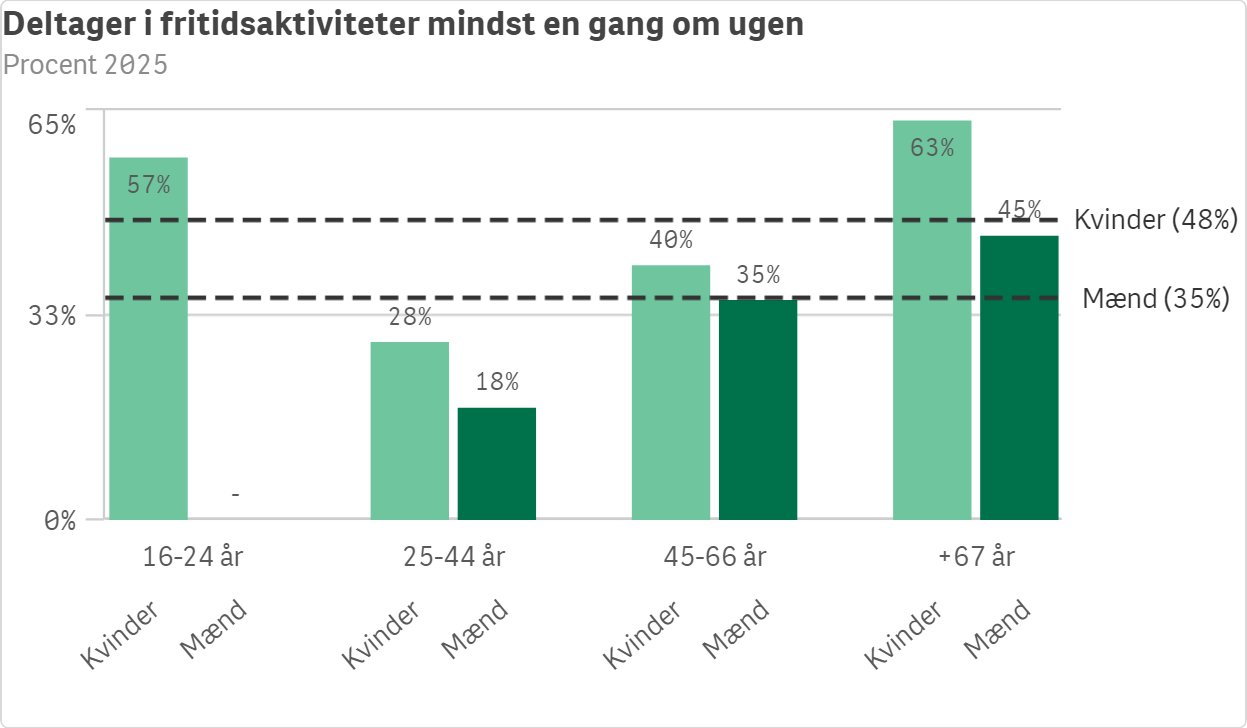 Deltager i fritidsaktiviteter mindst en gang om ugen
Procent 2025
65%
33%
0%
57%
-
28%
18%
40%
35%
63%
45%
Kvinder (48%)
Mænd (35%)
16-24 år
25-44 år
45-66 år
+67 år
Kvinder
Mænd
Kvinder
Mænd
Kvinder
Mænd
Kvinder
Mænd